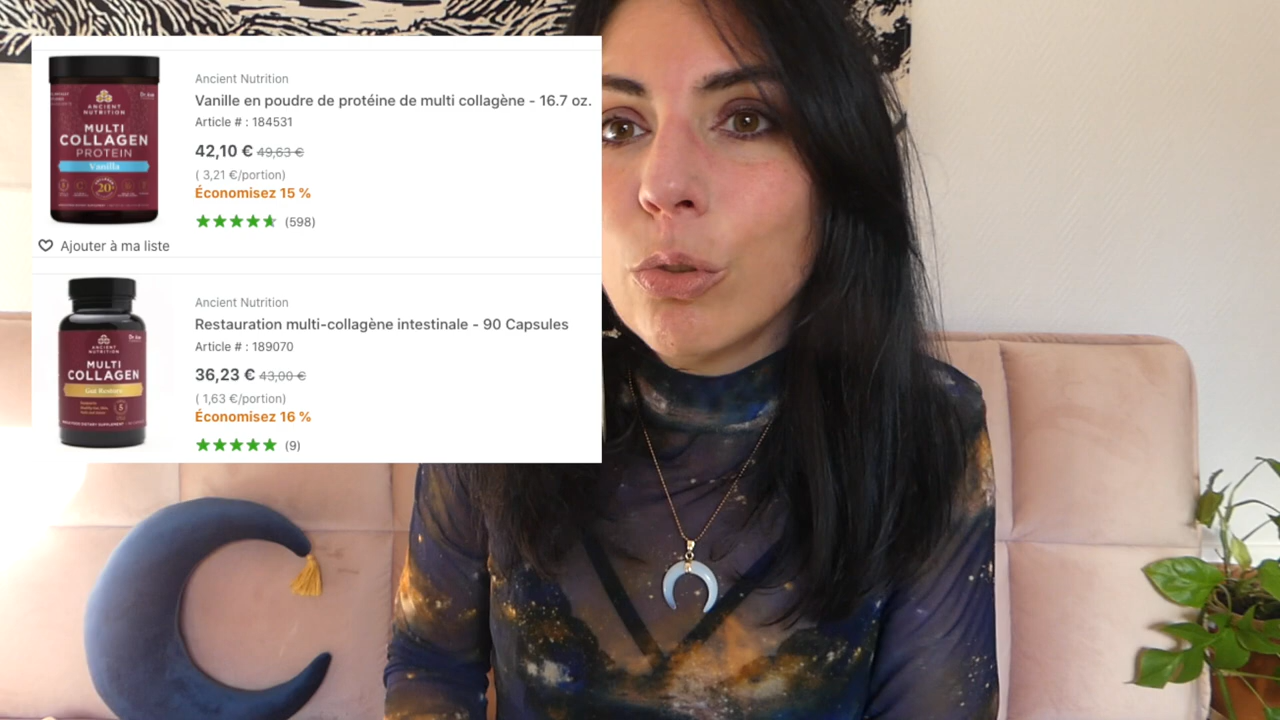 Ancient Nutrition
Vanille en poudre de protéine de multi collagène - 16.7 oz.
Article # : 184531
42,10 € 49,63 €
( 3,21 €/portion)
Économisez 15 %
(598)
Ajouter à ma liste
ANCIENT
NUTRITION
MULTI
COLLAGEN
PROTEIN
Vanilla
20
Ancient Nutrition
Restauration multi-collagène intestinale - 90 Capsules
Article # : 189070
36,23 € 43,00 €
( 1,63 €/portion)
Économisez 16 %
(9)
ANCIENT
NUTRITION
MULTI
COLLAGEN
Gut Restore
5